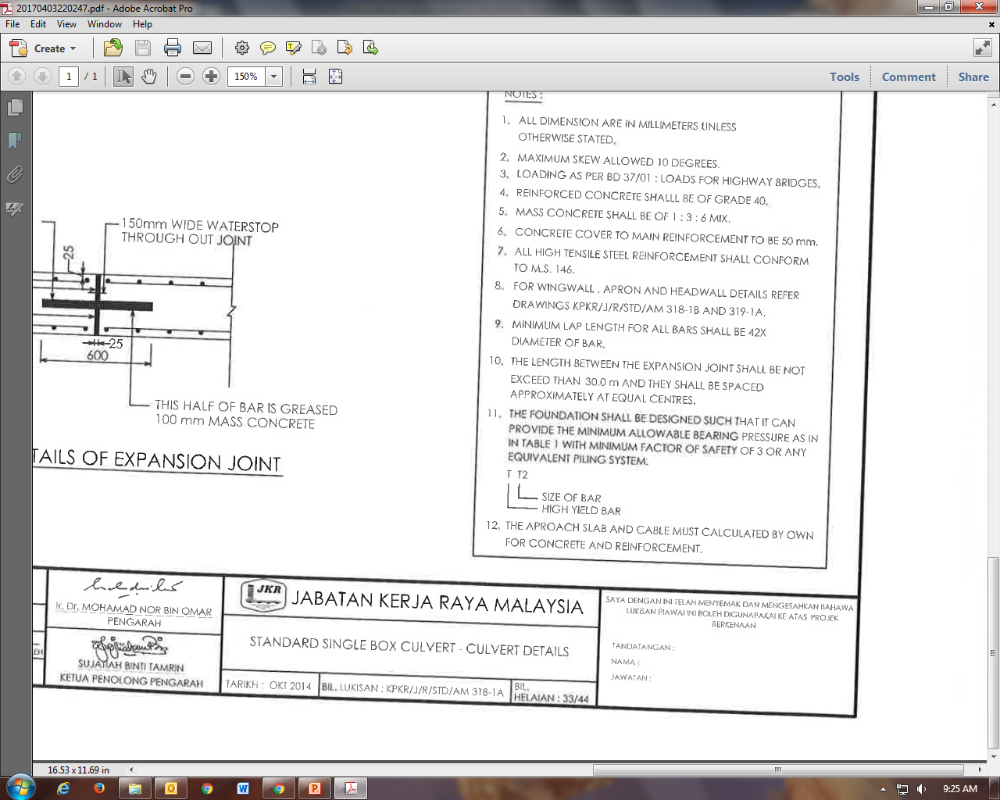 20170403220247.pdf - Adobe Acrobat Pro
File Edit View Window Help
Create
1 / 1
150%
Tools Comment Share
NOTES :
1. ALL DIMENSION ARE IN MILLIMETERS UNLESS
OTHERWISE STATED.
2. MAXIMUM SKEW ALLOWED 10 DEGREES.
3. LOADING AS PER BD 37/01 : LOADS FOR HIGHWAY BRIDGES.
4. REINFORCED CONCRETE SHALLL BE OF GRADE 40.
5. MASS CONCRETE SHALL BE OF 1 : 3 : 6 MIX.
6. CONCRETE COVER TO MAIN REINFORCEMENT TO BE 50 mm.
7. ALL HIGH TENSILE STEEL REINFORCEMENT SHALL CONFORM
TO M.S. 146.
8. FOR WINGWALL , APRON AND HEADWALL DETAILS REFER
DRAWINGS KPKR/J/R/STD/AM 318-1B AND 319-1A.
9. MINIMUM LAP LENGTH FOR ALL BARS SHALL BE 42X
DIAMETER OF BAR.
10. THE LENGTH BETWEEN THE EXPANSION JOINT SHALL BE NOT
EXCEED THAN 30.0 m AND THEY SHALL BE SPACED
APPROXIMATELY AT EQUAL CENTRES.
11. THE FOUNDATION SHALL BE DESIGNED SUCH THAT IT CAN
PROVIDE THE MINIMUM ALLOWABLE BEARING PRESSURE AS IN
IN TABLE 1 WITH MINIMUM FACTOR OF SAFETY OF 3 OR ANY
EQUIVALENT PILING SYSTEM.
T T2
SIZE OF BAR
HIGH YIELD BAR
12. THE APROACH SLAB AND CABLE MUST CALCULATED BY OWN
FOR CONCRETE AND REINFORCEMENT.
150mm WIDE WATERSTOP
THROUGH OUT JOINT
25
25
600
THIS HALF OF BAR IS GREASED
100 mm MASS CONCRETE
TAILS OF EXPANSION JOINT
Ir. Dr. MOHAMAD NOR BIN OMAR
PENGARAH
SUJATIAH BINTI TAMRIN
KETUA PENOLONG PENGARAH
EH
JKR
JABATAN KERJA RAYA MALAYSIA
STANDARD SINGLE BOX CULVERT - CULVERT DETAILS
TARIKH : OKT 2014
BIL. LUKISAN : KPKR/J/R/STD/AM 318-1A
BIL.
HELAIAN : 33/44
SAYA DENGAN INI TELAH MENYEMAK DAN MENGESAHKAN BAHAWA
LUKISAN PIAWAI INI BOLEH DIGUNAPAKAI KE ATAS PROJEK
BERKENAAN
TANDATANGAN :
NAMA :
JAWATAN :
16.53 x 11.69 in
9:25 AM